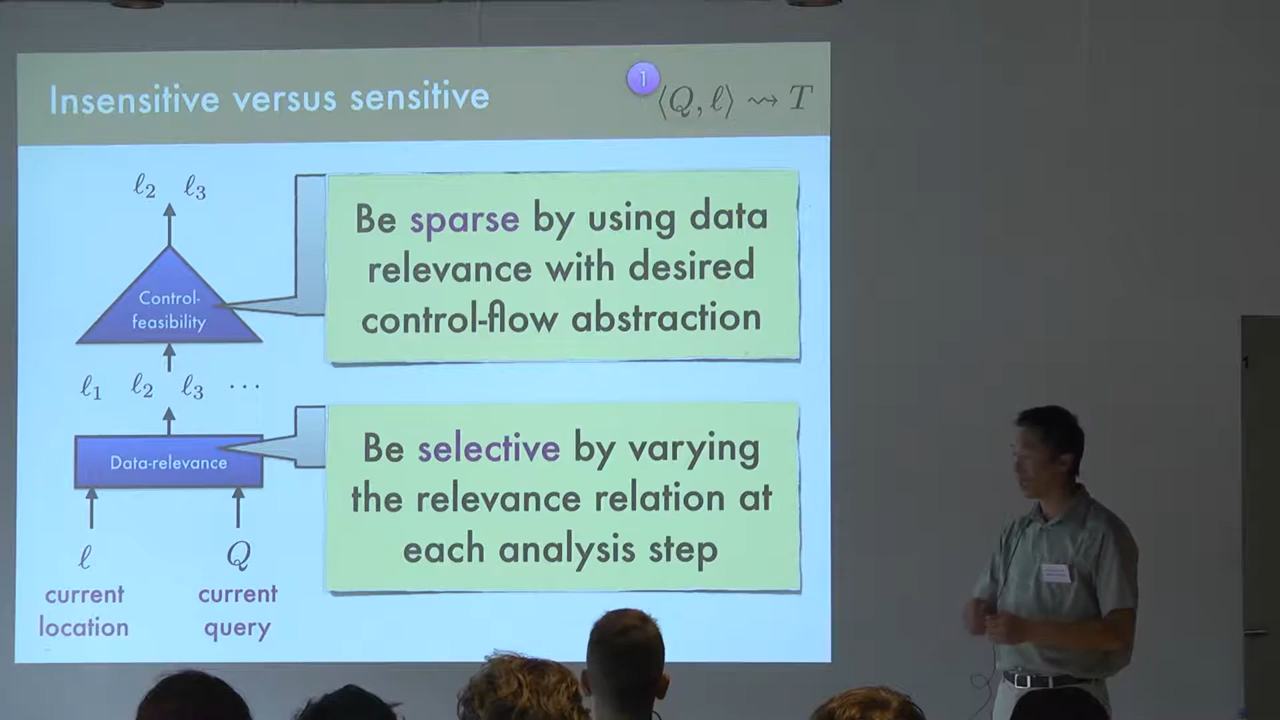 Insensitive versus sensitive
1
⟨Q, ℓ⟩ ⇝ T
ℓ2 ℓ3
Control-
feasibility
ℓ1 ℓ2 ℓ3 ···
Data-relevance
ℓ Q
current
location
current
query
Be sparse by using data
relevance with desired
control-flow abstraction
Be selective by varying
the relevance relation at
each analysis step